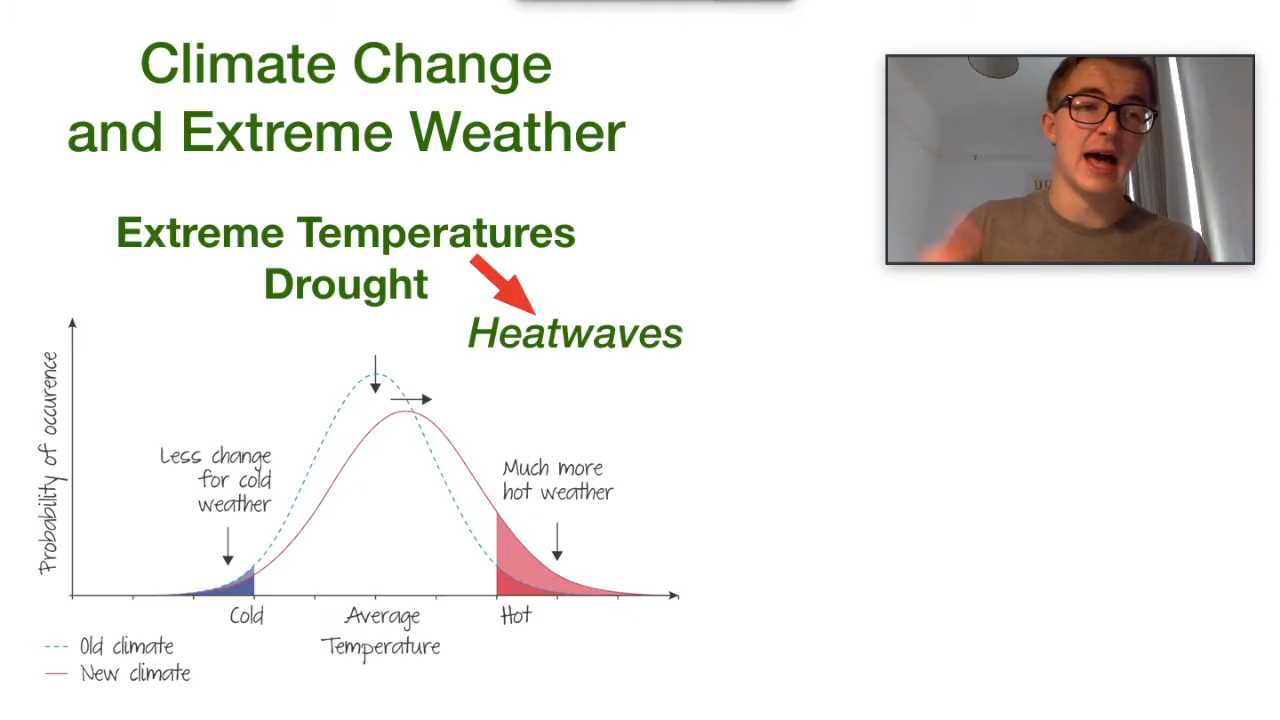 Climate Change
and Extreme Weather
Extreme Temperatures
Drought
Heatwaves
Probability of occurence
Less change
for cold
weather
Much more
hot weather
Cold
Average
Temperature
Hot
Old climate
New climate